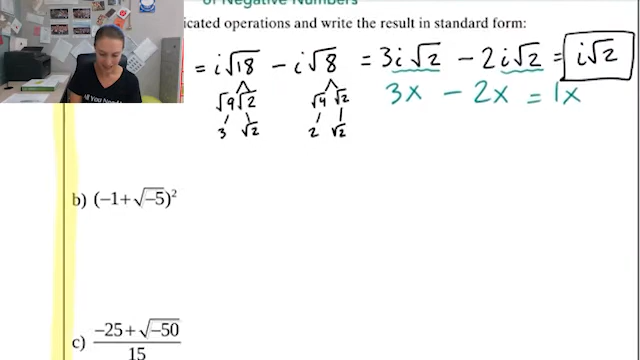 of Negative Numbers
icated operations and write the result in standard form:
= i√18 − i√8 = 3i√2 − 2i√2 = i√2
√9 √2 √4 √2 3x − 2x = 1x
3 √2 2 √2
b) (−1+√−5)²
c) −25+√−50
15